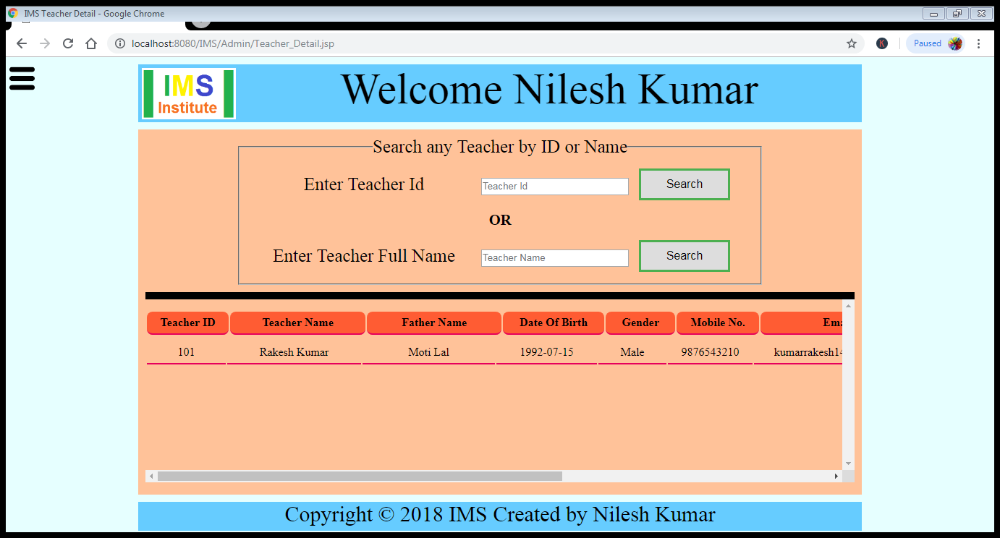 IMS Teacher Detail - Google Chrome
localhost:8080/IMS/Admin/Teacher_Detail.jsp
K
Paused
IMS
Institute
Welcome Nilesh Kumar
Search any Teacher by ID or Name
Enter Teacher Id Teacher Id Search
OR
Enter Teacher Full Name Teacher Name Search
Teacher ID Teacher Name Father Name Date Of Birth Gender Mobile No.
101 Rakesh Kumar Moti Lal 1992-07-15 Male 9876543210 kumarrakesh14
Copyright © 2018 IMS Created by Nilesh Kumar